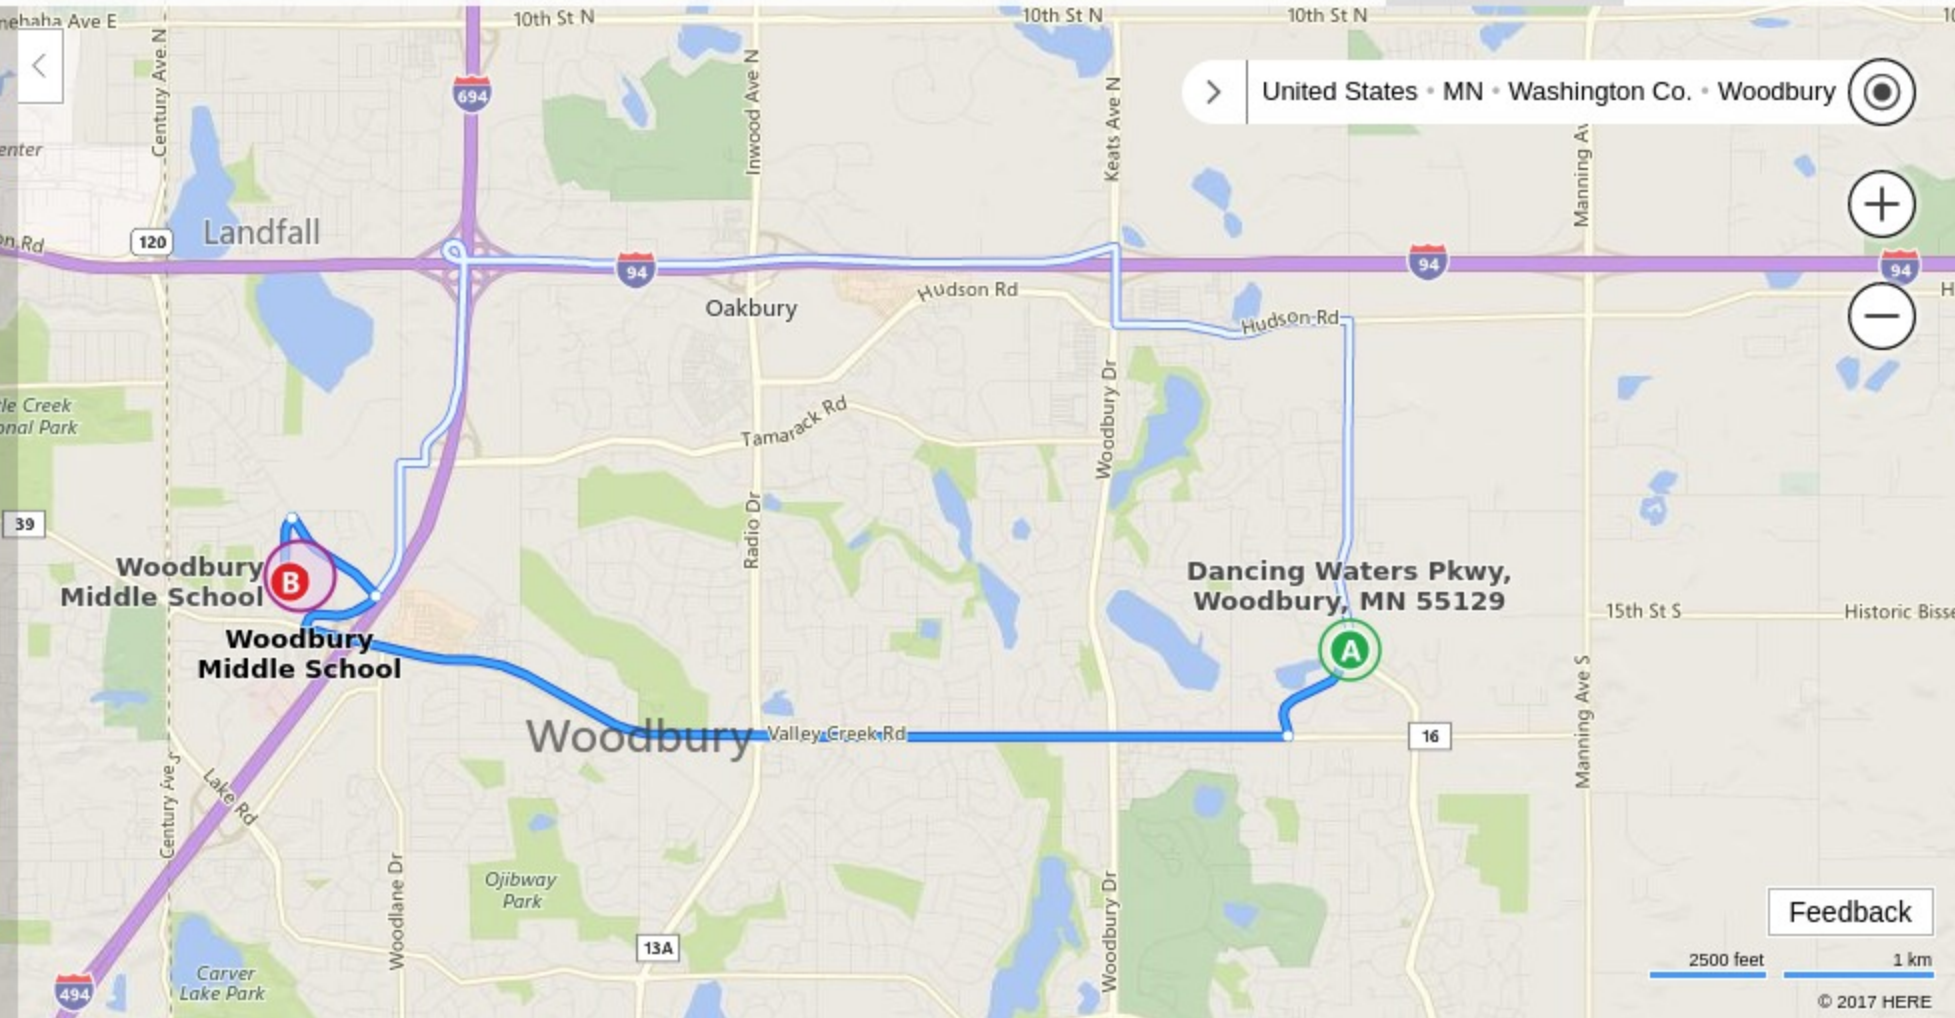 nehaha Ave E
10th St N
10th St N
10th St N
10
Century Ave N
694
Inwood Ave N
Keats Ave N
Manning Av
United States • MN • Washington Co. • Woodbury
enter
on Rd
120
Landfall
94
94
94
Oakbury
Hudson Rd
Hudson Rd
H
le Creek
onal Park
Tamarack Rd
Woodbury Dr
Radio Dr
39
Woodbury
Middle School
B
Woodbury
Middle School
Dancing Waters Pkwy,
Woodbury, MN 55129
A
15th St S
Historic Bisse
Woodbury
Valley Creek Rd
16
Manning Ave S
Century Ave S
Lake Rd
Woodlane Dr
Ojibway
Park
13A
Woodbury Dr
Carver
Lake Park
494
Feedback
2500 feet
1 km
© 2017 HERE